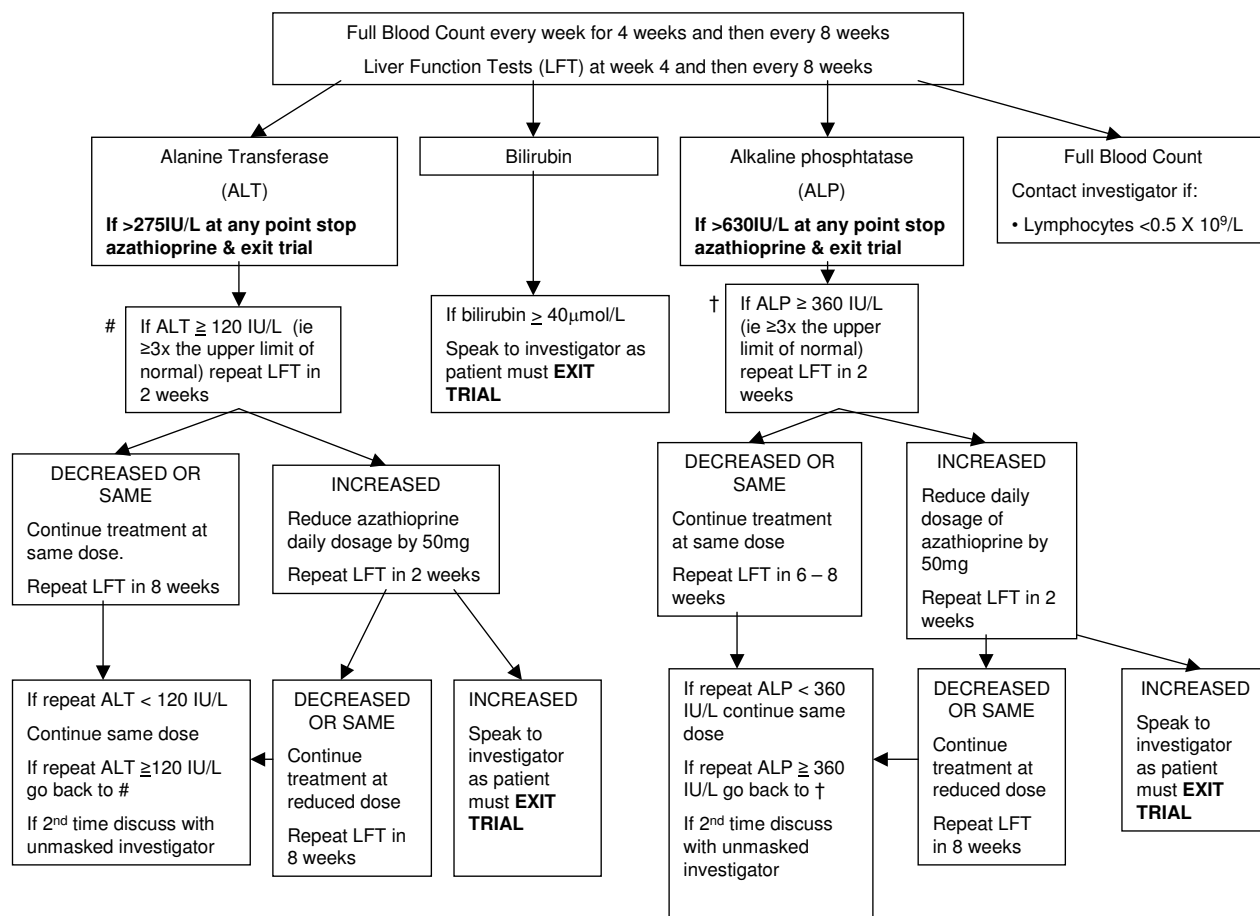 Full Blood Count every week for 4 weeks and then every 8 weeks
Liver Function Tests (LFT) at week 4 and then every 8 weeks
Alanine Transferase
(ALT)
If >275IU/L at any point stop
azathioprine & exit trial
Bilirubin
Alkaline phosphtatase
(ALP)
If >630IU/L at any point stop
azathioprine & exit trial
Full Blood Count
Contact investigator if:
• Lymphocytes <0.5 X 10⁹/L
#
If ALT ≥ 120 IU/L (ie
≥3x the upper limit of
normal) repeat LFT in
2 weeks
If bilirubin ≥ 40μmol/L
Speak to investigator as
patient must EXIT
TRIAL
†
If ALP ≥ 360 IU/L
(ie ≥3x the upper
limit of normal)
repeat LFT in 2
weeks
DECREASED OR
SAME
Continue treatment at
same dose.
Repeat LFT in 8 weeks
INCREASED
Reduce azathioprine
daily dosage by 50mg
Repeat LFT in 2 weeks
DECREASED OR
SAME
Continue treatment
at same dose
Repeat LFT in 6 – 8
weeks
INCREASED
Reduce daily
dosage of
azathioprine by
50mg
Repeat LFT in 2
weeks
If repeat ALT < 120 IU/L
Continue same dose
If repeat ALT ≥120 IU/L
go back to #
If 2nd time discuss with
unmasked investigator
DECREASED
OR SAME
Continue
treatment at
reduced dose
Repeat LFT in
8 weeks
INCREASED
Speak to
investigator
as patient
must EXIT
TRIAL
If repeat ALP < 360
IU/L continue same
dose
If repeat ALP ≥ 360
IU/L go back to †
If 2nd time discuss
with unmasked
investigator
DECREASED
OR SAME
Continue
treatment at
reduced dose
Repeat LFT
in 8 weeks
INCREASED
Speak to
investigator
as patient
must EXIT
TRIAL